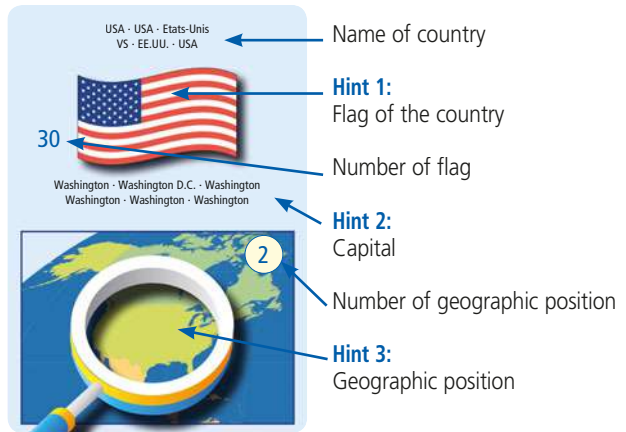 USA · USA · Etats-Unis
VS · EE.UU. · USA
Name of country
Hint 1:
Flag of the country
30
Number of flag
Washington · Washington D.C. · Washington
Washington · Washington · Washington
Hint 2:
Capital
2
Number of geographic position
Hint 3:
Geographic position